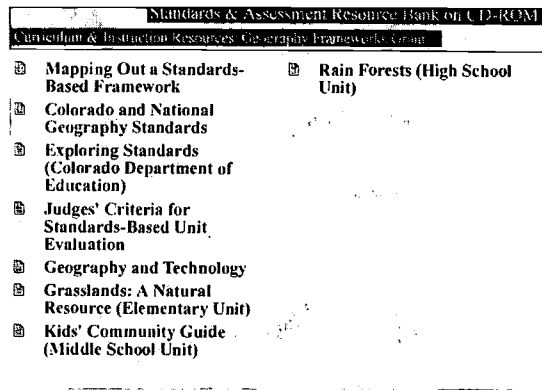 Standards & Assessment Resource Bank on CD-ROM
Curriculum & Instruction Resources: Geography Frameworks Grant
Mapping Out a Standards-
Based Framework
Colorado and National
Geography Standards
Exploring Standards
(Colorado Department of
Education)
Judges' Criteria for
Standards-Based Unit
Evaluation
Geography and Technology
Grasslands: A Natural
Resource (Elementary Unit)
Kids' Community Guide
(Middle School Unit)
Rain Forests (High School
Unit)